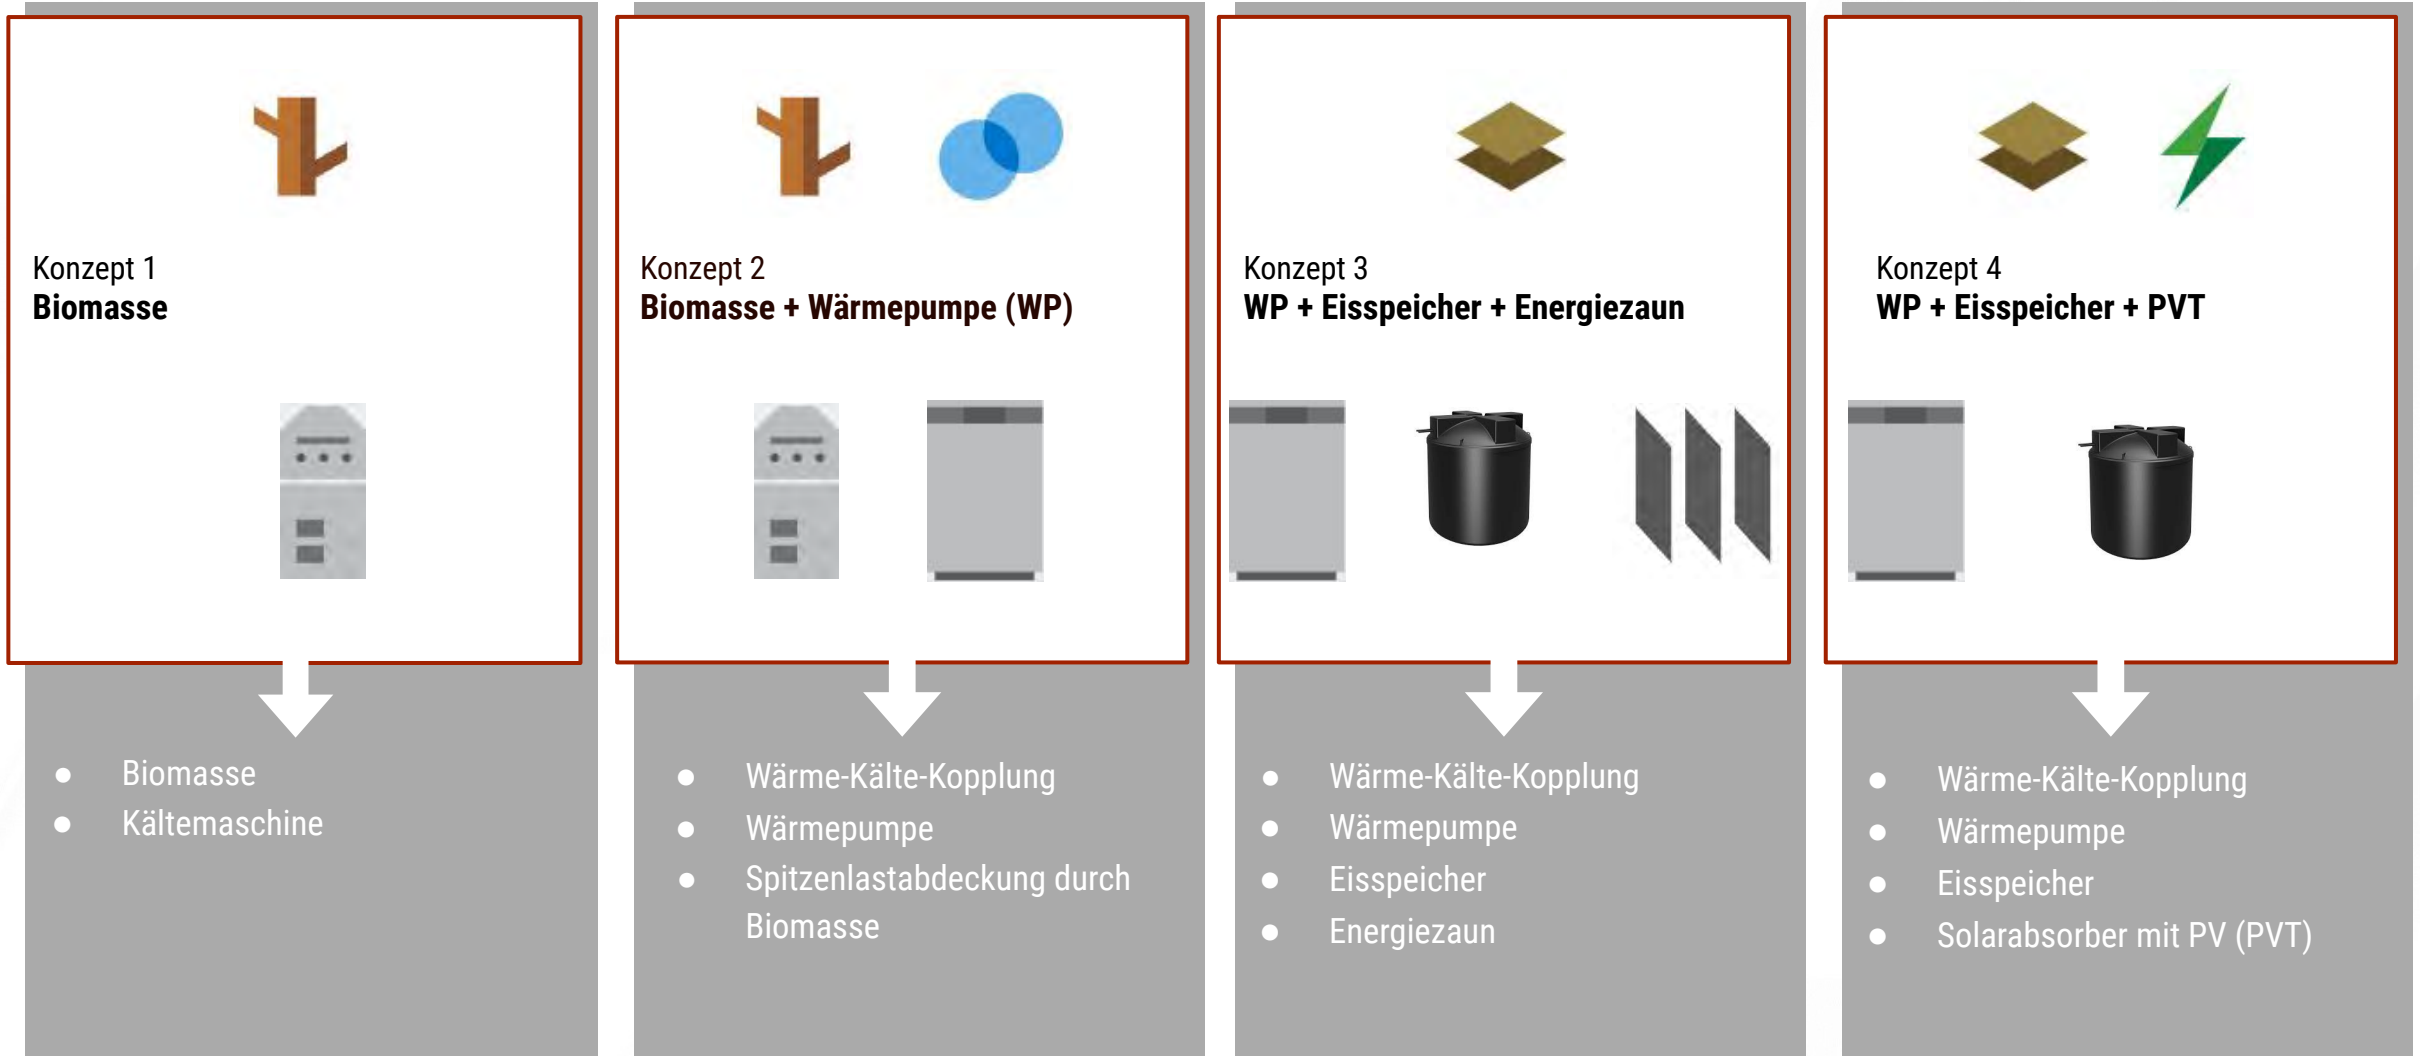 Konzept 1
Biomasse
Biomasse
Kältemaschine
Konzept 2
Biomasse + Wärmepumpe (WP)
Wärme-Kälte-Kopplung
Wärmepumpe
Spitzenlastabdeckung durch
Biomasse
Konzept 3
WP + Eisspeicher + Energiezaun
Wärme-Kälte-Kopplung
Wärmepumpe
Eisspeicher
Energiezaun
Konzept 4
WP + Eisspeicher + PVT
Wärme-Kälte-Kopplung
Wärmepumpe
Eisspeicher
Solarabsorber mit PV (PVT)